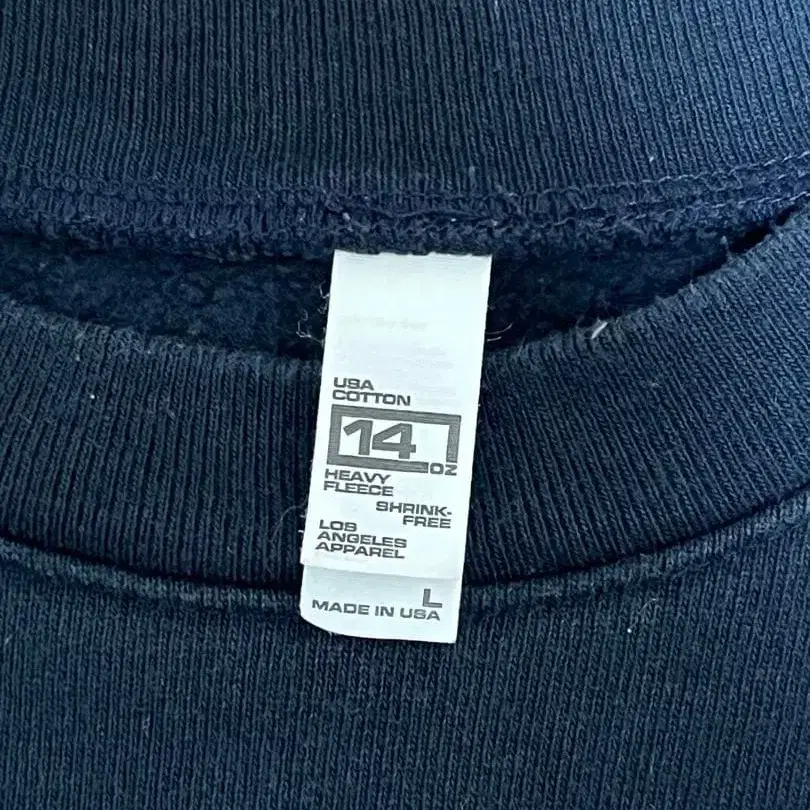 USA
COTTON
14
OZ
HEAVY
FLEECE
SHRINK-
FREE
LOS
ANGELES
APPAREL
L
MADE IN USA